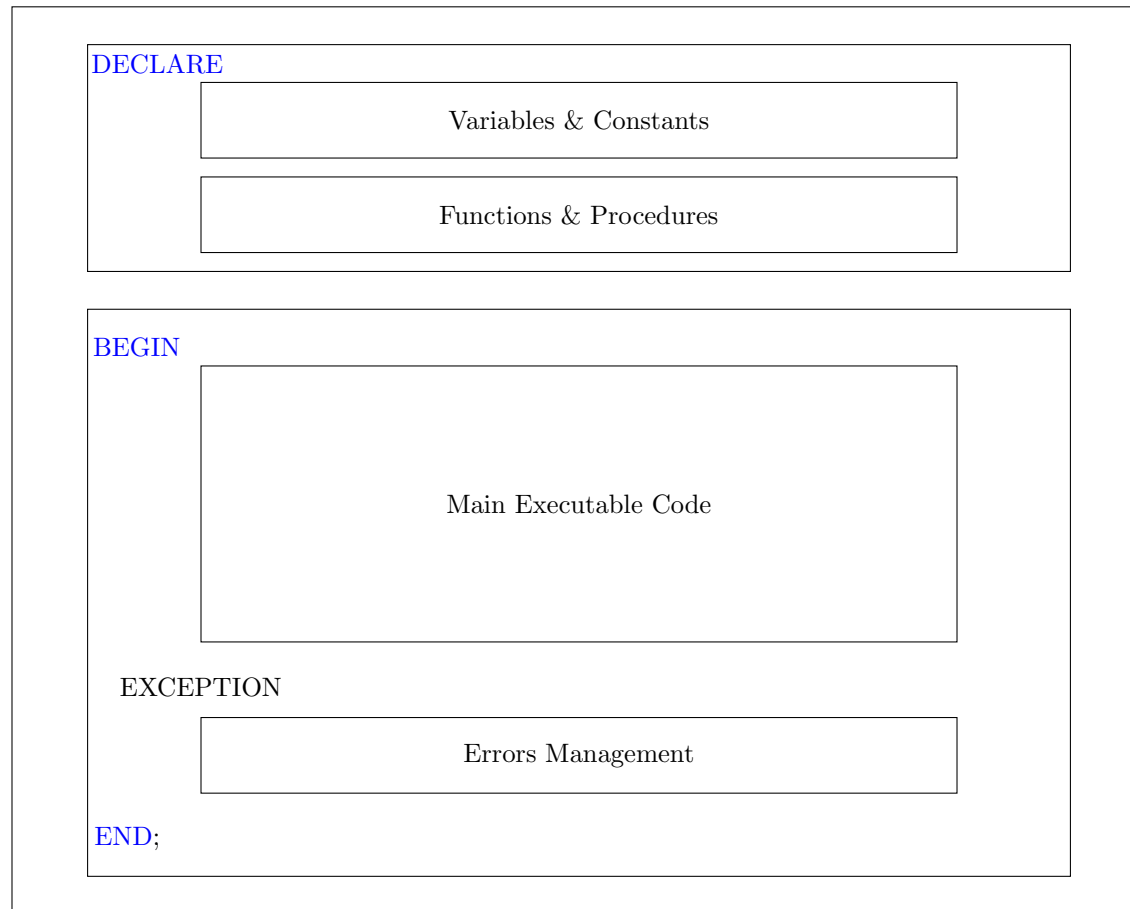 DECLARE
Variables & Constants
Functions & Procedures
BEGIN
Main Executable Code
EXCEPTION
Errors Management
END;